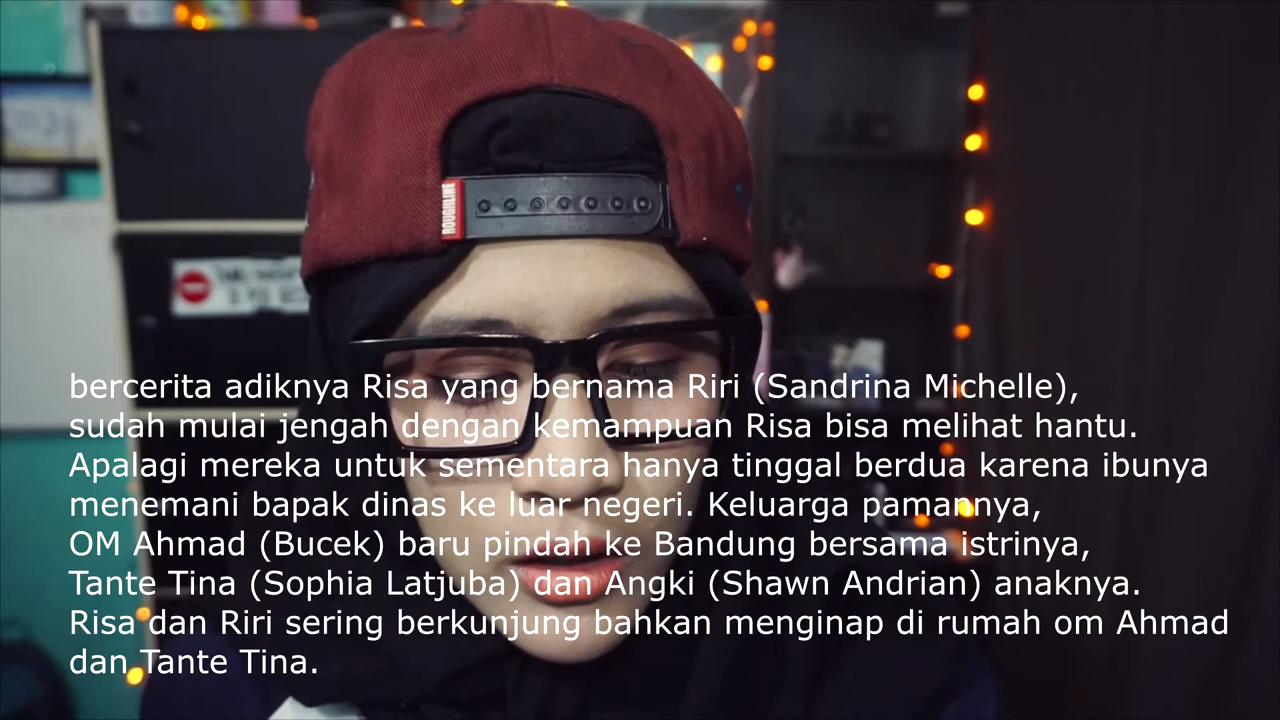 ROUGHLINE
bercerita adiknya Risa yang bernama Riri (Sandrina Michelle),
sudah mulai jengah dengan kemampuan Risa bisa melihat hantu.
Apalagi mereka untuk sementara hanya tinggal berdua karena ibunya
menemani bapak dinas ke luar negeri. Keluarga pamannya,
OM Ahmad (Bucek) baru pindah ke Bandung bersama istrinya,
Tante Tina (Sophia Latjuba) dan Angki (Shawn Andrian) anaknya.
Risa dan Riri sering berkunjung bahkan menginap di rumah om Ahmad
dan Tante Tina.